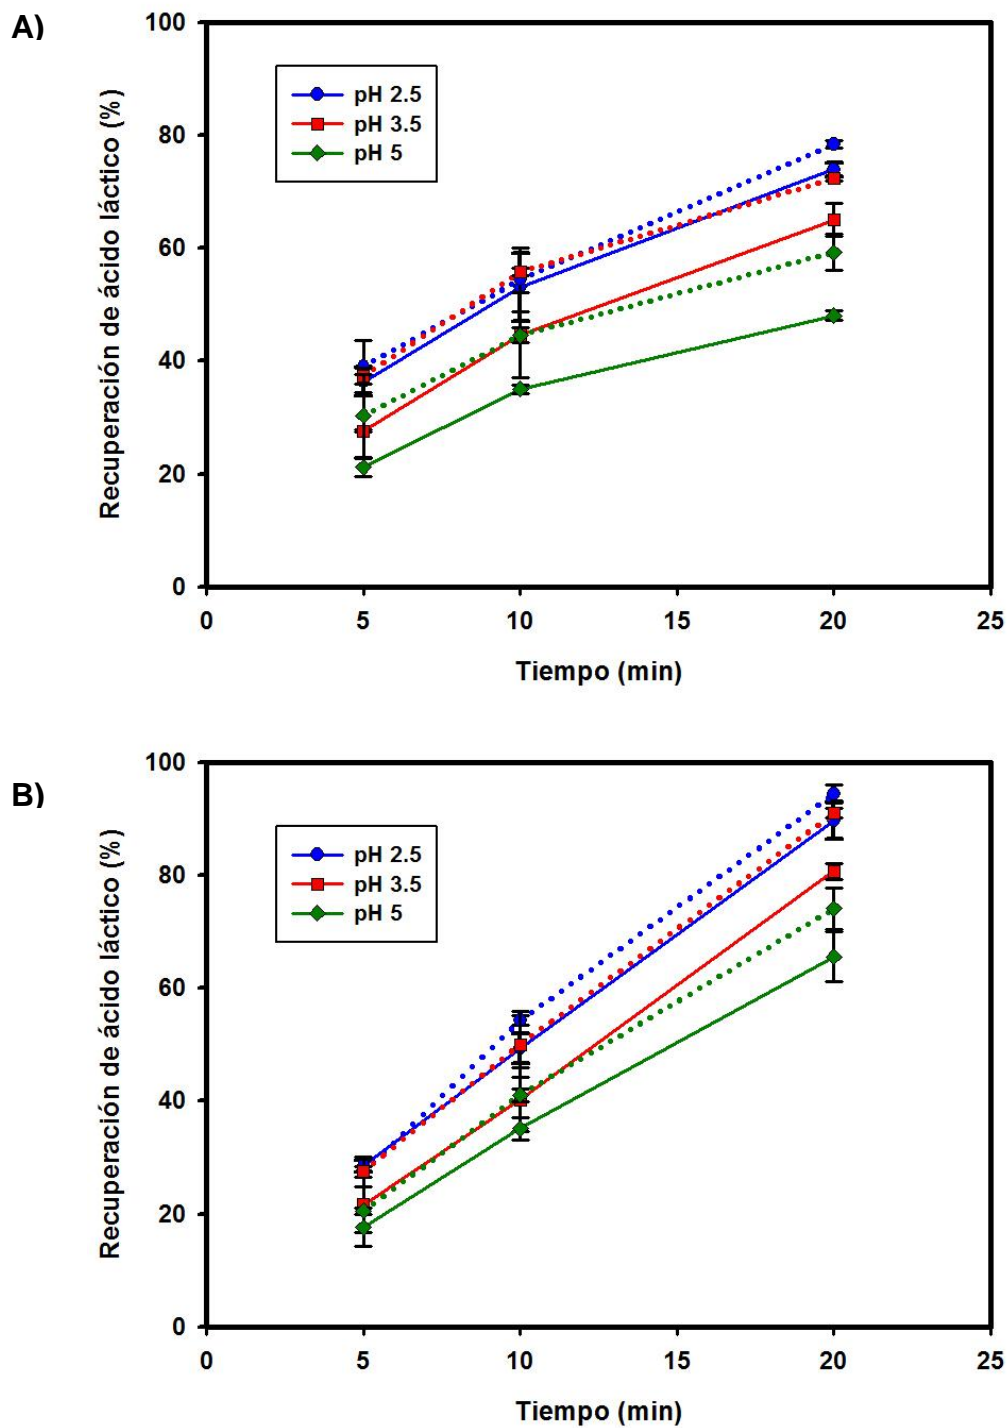 A)
Recuperación de ácido láctico (%)
100
80
60
40
20
0
pH 2.5
pH 3.5
pH 5
0 5 10 15 20 25
Tiempo (min)
B)
Recuperación de ácido láctico (%)
100
80
60
40
20
0
pH 2.5
pH 3.5
pH 5
0 5 10 15 20 25
Tiempo (min)